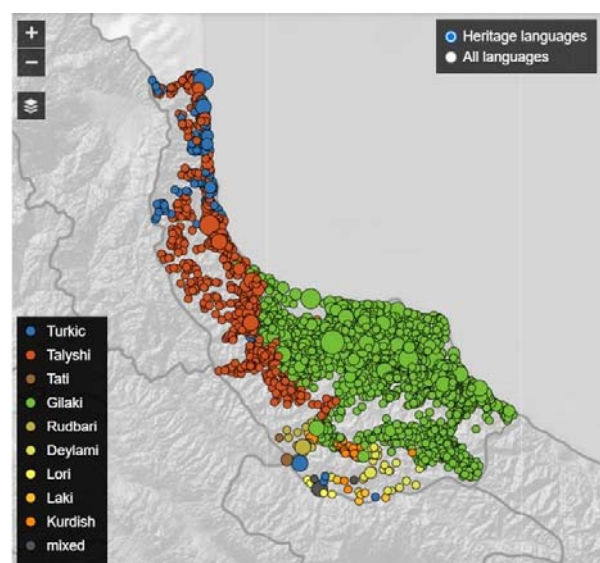 +
−
Heritage languages
All languages
Turkic
Talyshi
Tati
Gilaki
Rudbari
Deylami
Lori
Laki
Kurdish
mixed